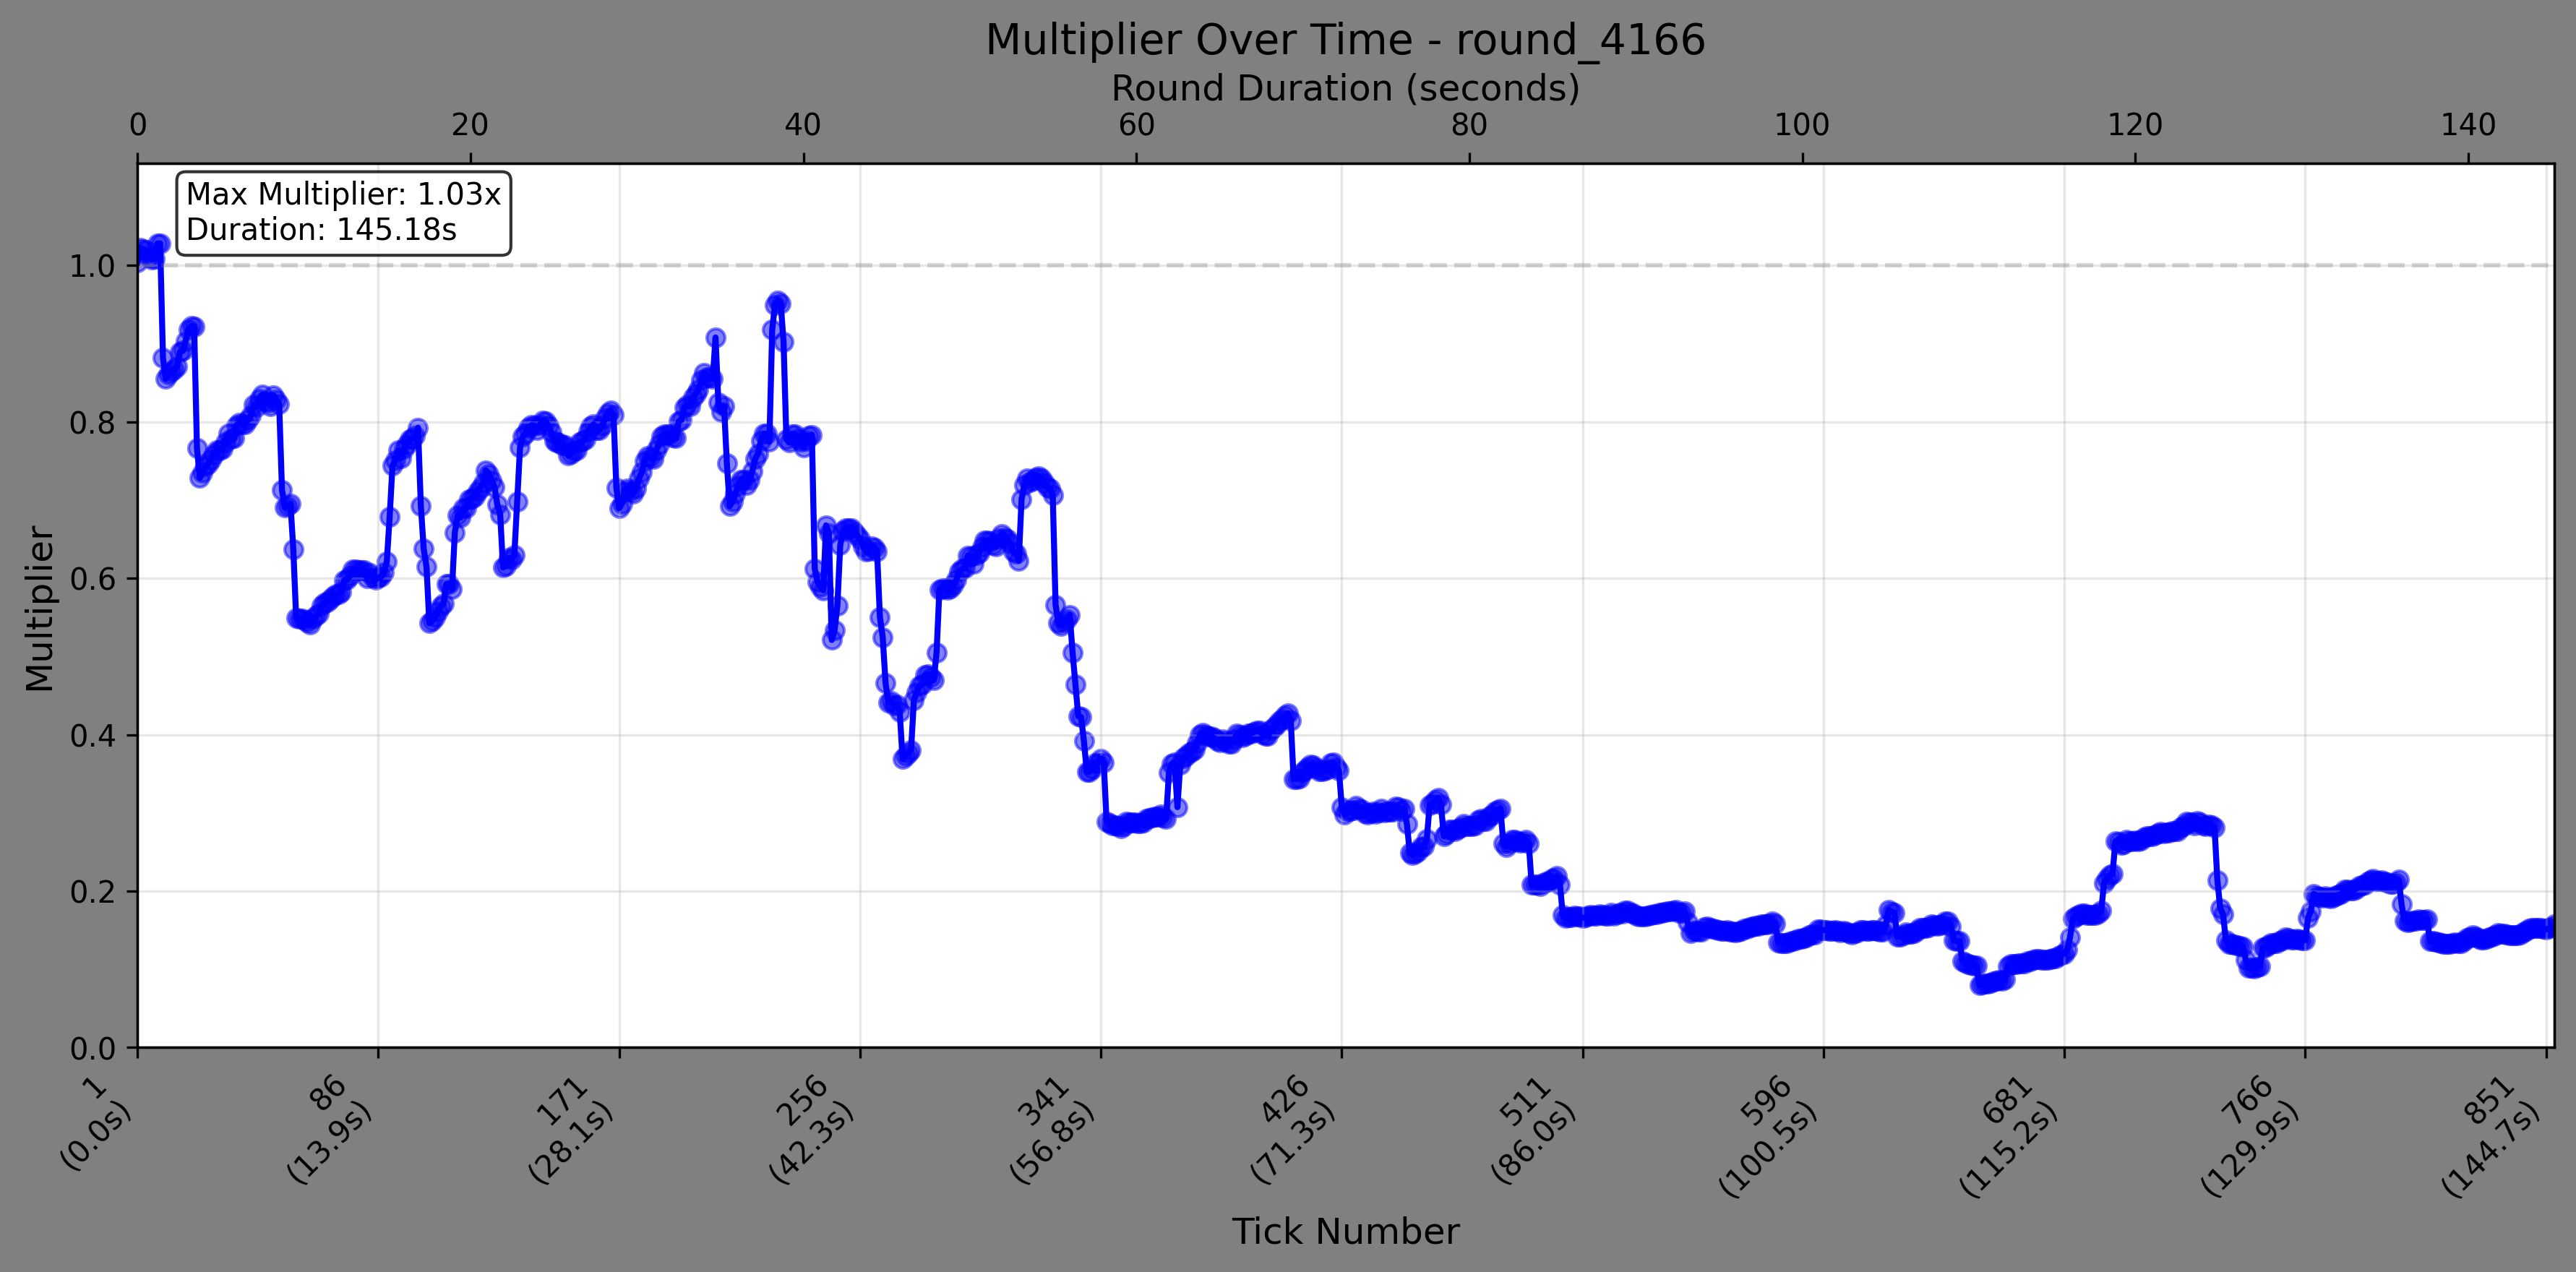 Multiplier Over Time - round_4166
Round Duration (seconds)
0 20 40 60 80 100 120 140
Max Multiplier: 1.03x
Duration: 145.18s
Multiplier
1.0
0.8
0.6
0.4
0.2
0.0
1
(0.0s)
86
(13.9s)
171
(28.1s)
256
(42.3s)
341
(56.8s)
426
(71.3s)
511
(86.0s)
596
(100.5s)
681
(115.2s)
766
(129.9s)
851
(144.7s)
Tick Number